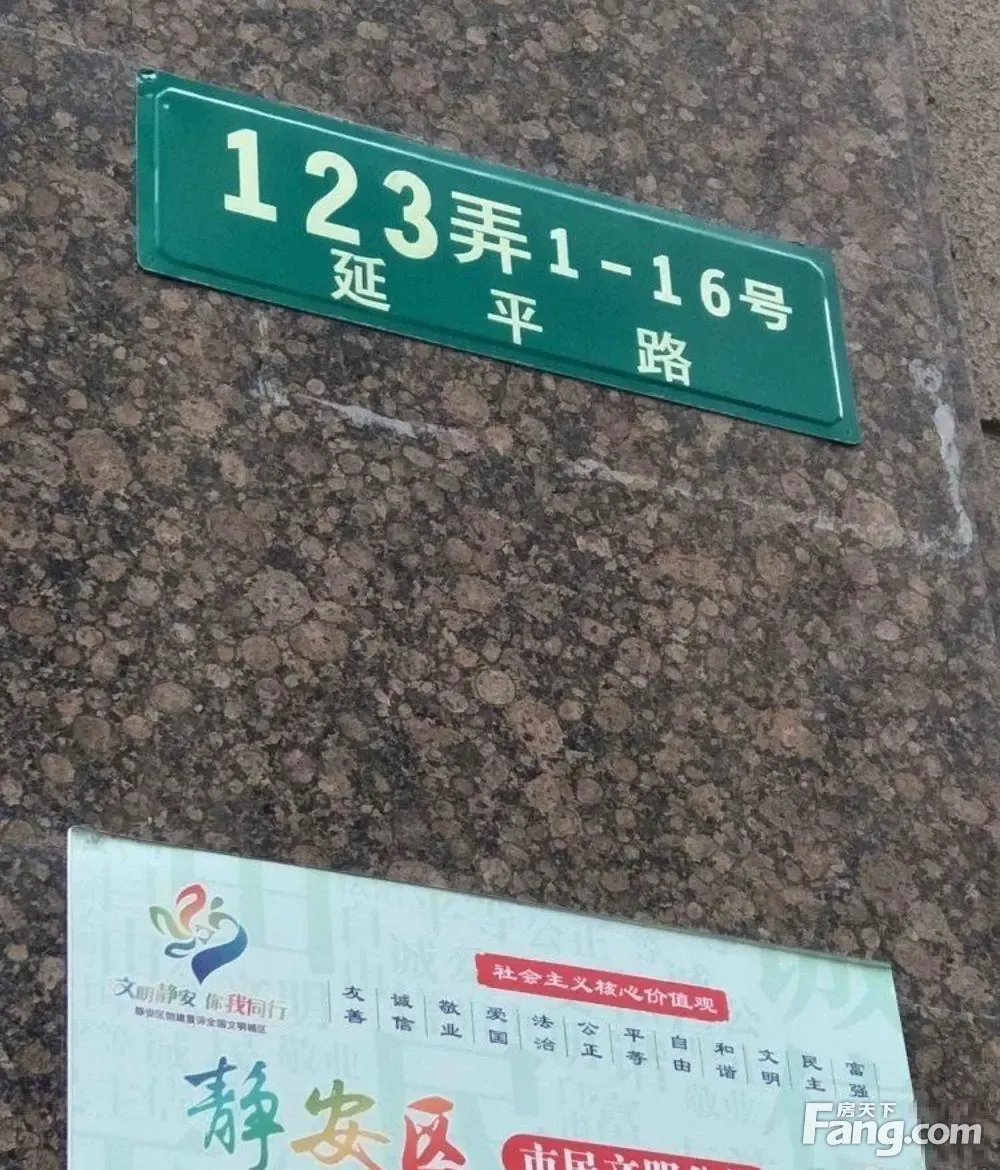 123弄1-16号
延平路
文明静安 你我同行
静安区创建复评全国文明城区
社会主义核心价值观
友善 诚信 敬业 爱国 法治 公正 平等 自由 和谐 文明 民主 富强
静安区
市民文明
房天下
Fang.com